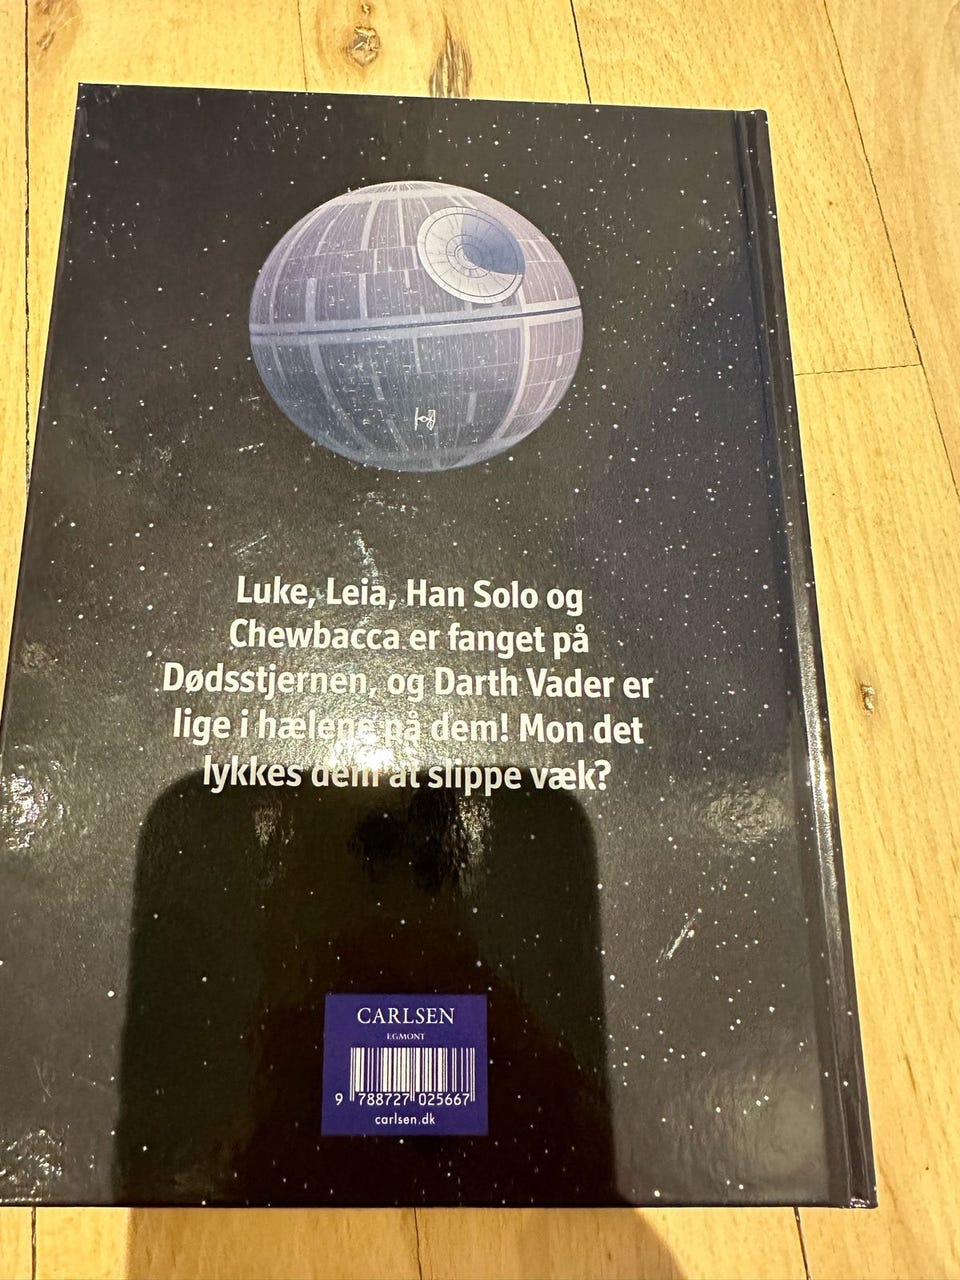 Luke, Leia, Han Solo og
Chewbacca er fanget på
Dødsstjernen, og Darth Vader er
lige i hælene på dem! Mon det
lykkes dem at slippe væk?
CARLSEN
EGMONT
9 788727 025667
carlsen.dk